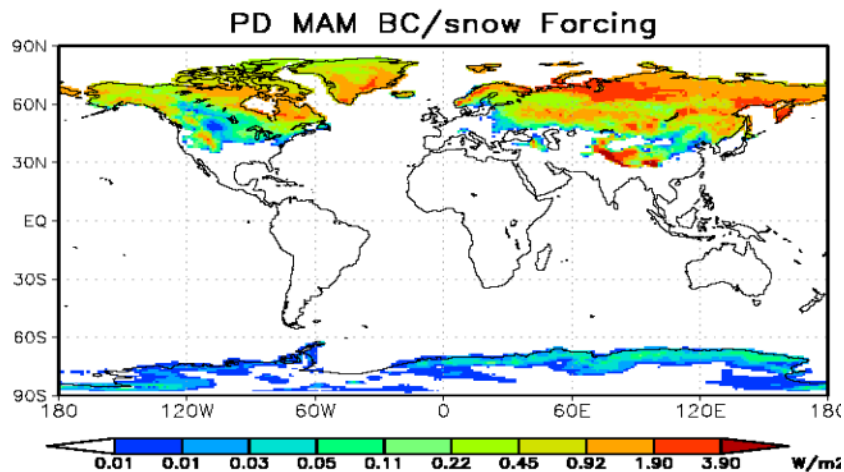 PD MAM BC/snow Forcing
90N
60N
30N
EQ
30S
60S
90S
180 120W 60W 0 60E 120E 180
0.01 0.01 0.03 0.05 0.11 0.22 0.45 0.92 1.90 3.90 W/m2